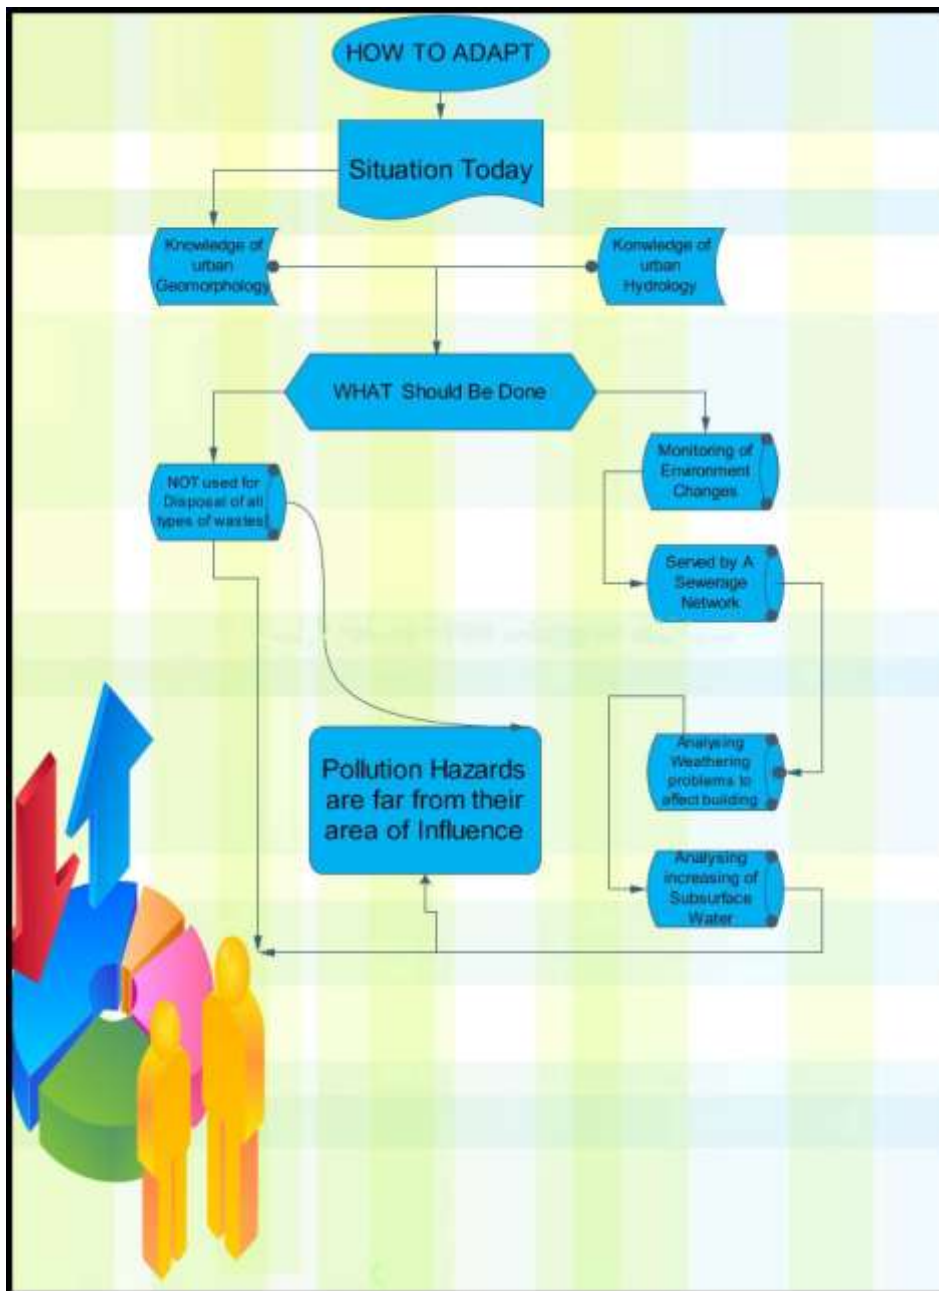 HOW TO ADAPT
Situation Today
Knowledge of
urban
Geomorphology
Konwledge of
urban
Hydrology
WHAT Should Be Done
NOT used for
Disposal of all
types of wastes
Monitoring of
Environment
Changes
Served by A
Sewerage
Network
Pollution Hazards
are far from their
area of Influence
Analysing
Weathering
problems to
affect building
Analysing
increasing of
Subsurface
Water